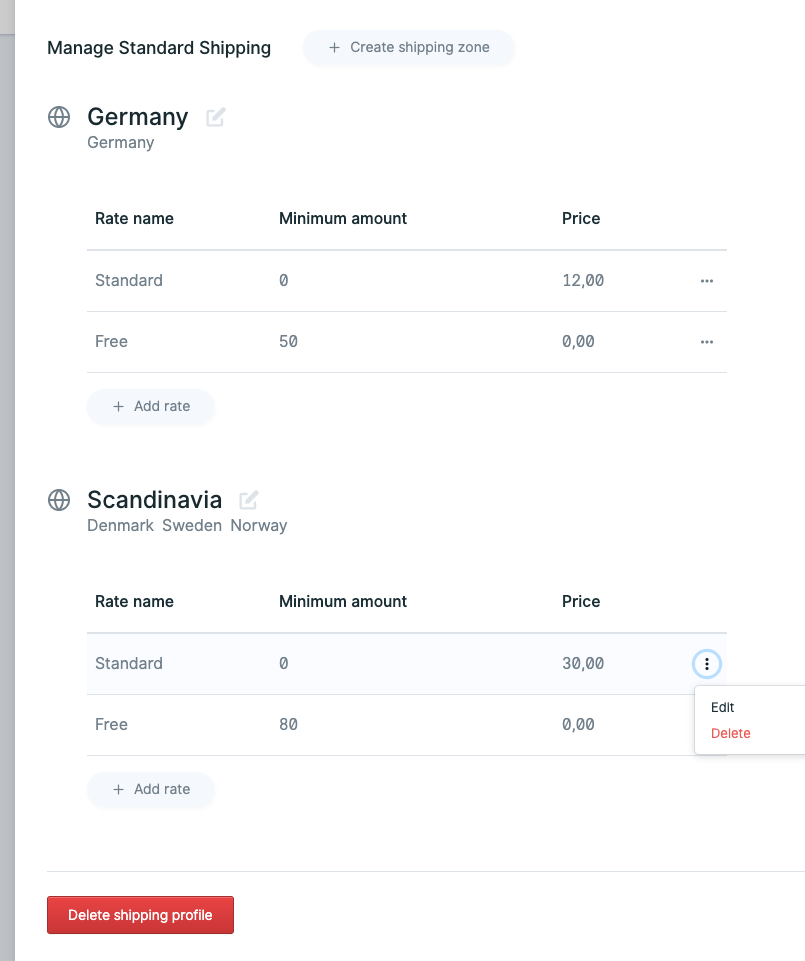 Manage Standard Shipping + Create shipping zone
Germany
Germany
Rate name Minimum amount Price
Standard 0 12,00
Free 50 0,00
+ Add rate
Scandinavia
Denmark Sweden Norway
Rate name Minimum amount Price
Standard 0 30,00
Edit
Free 80 0,00
Delete
+ Add rate
Delete shipping profile